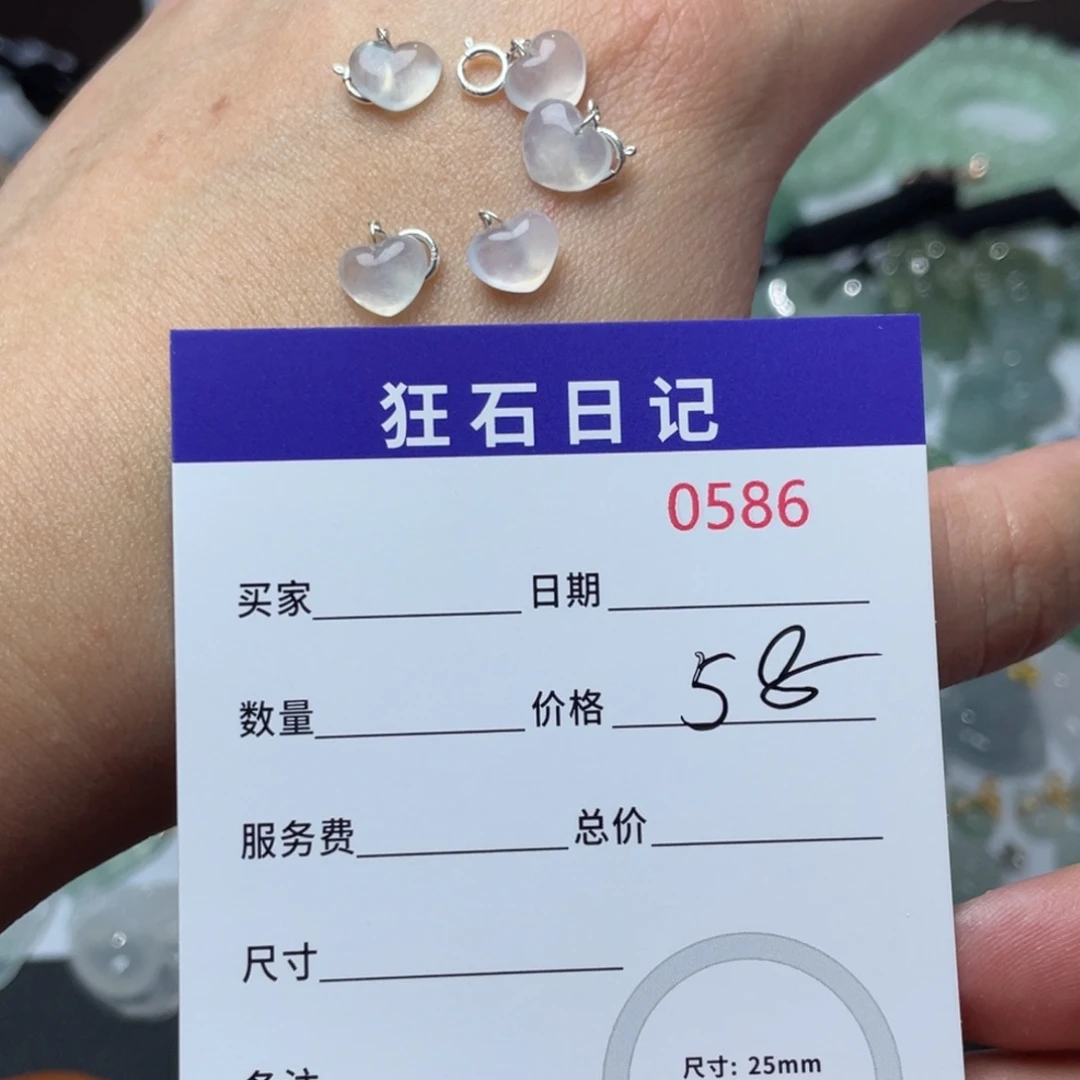 狂石日记
0586
买家 日期
数量 价格 58
服务费 总价
尺寸
尺寸: 25mm